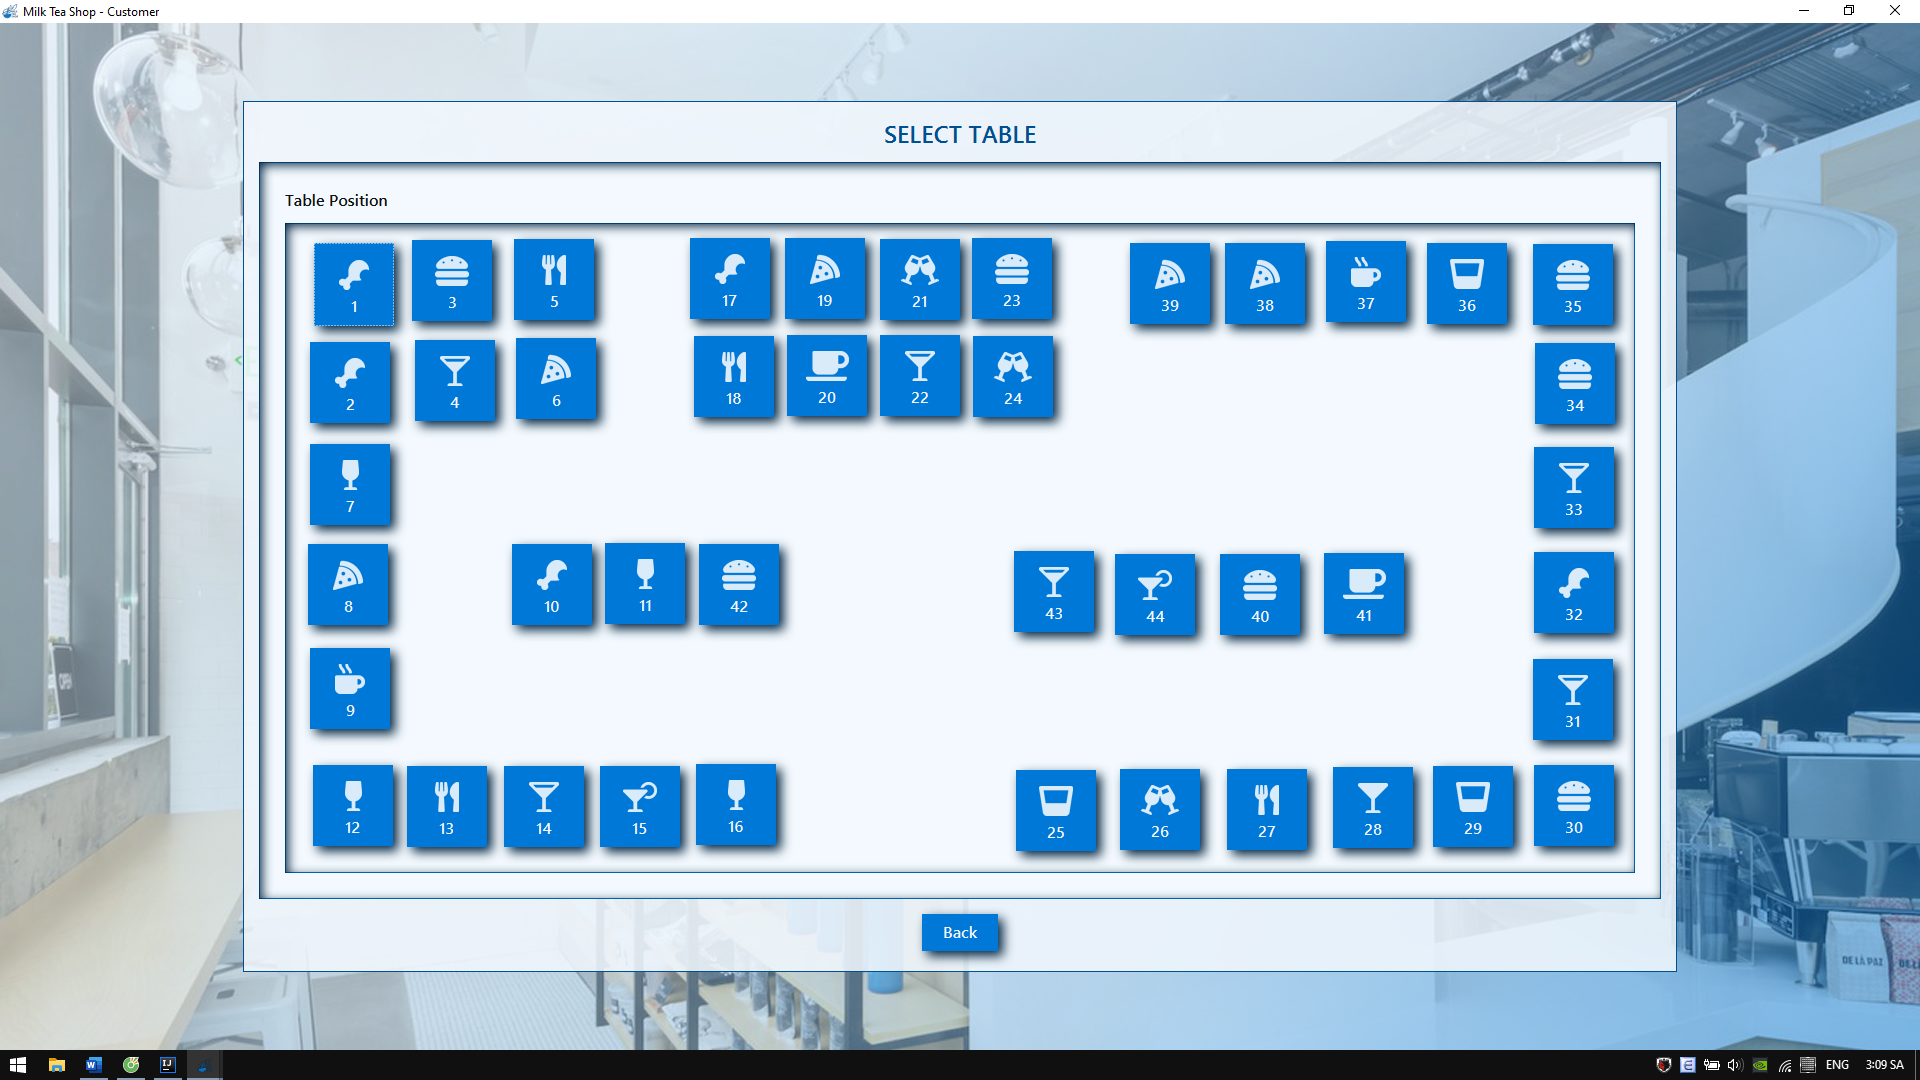 Milk Tea Shop - Customer
SELECT TABLE
Table Position
1 3 5 17 19 21 23 39 38 37 36 35
2 4 6 18 20 22 24 34
7 33
8 10 11 42 43 44 40 41 32
9 31
12 13 14 15 16 25 26 27 28 29 30
Back
DE LA PAZ
ENG 3:09 SA